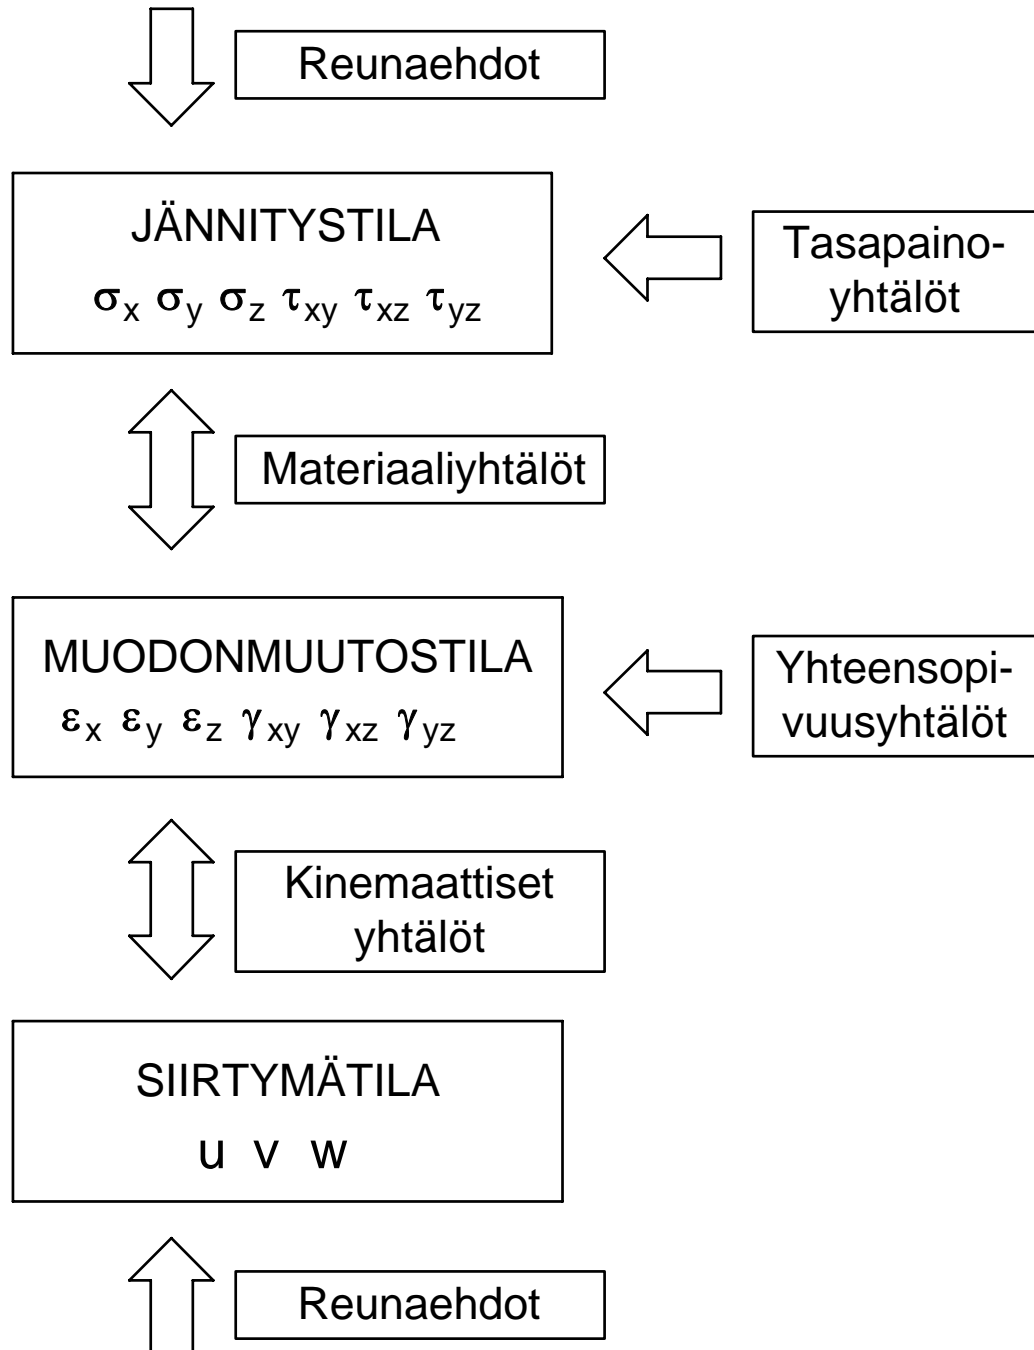 Reunaehdot
JÄNNITYSTILA
σx σy σz τxy τxz τyz
Tasapaino-
yhtälöt
Materiaaliyhtälöt
MUODONMUUTOSTILA
εx εy εz γxy γxz γyz
Yhteensopi-
vuusyhtälöt
Kinemaattiset
yhtälöt
SIIRTYMÄTILA
u v w
Reunaehdot